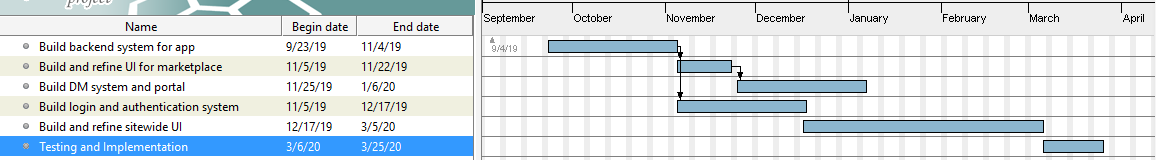 project
Name Begin date End date
Build backend system for app 9/23/19 11/4/19
Build and refine UI for marketplace 11/5/19 11/22/19
Build DM system and portal 11/25/19 1/6/20
Build login and authentication system 11/5/19 12/17/19
Build and refine sitewide UI 12/17/19 3/5/20
Testing and Implementation 3/6/20 3/25/20
September October November December January February March April
9/4/19